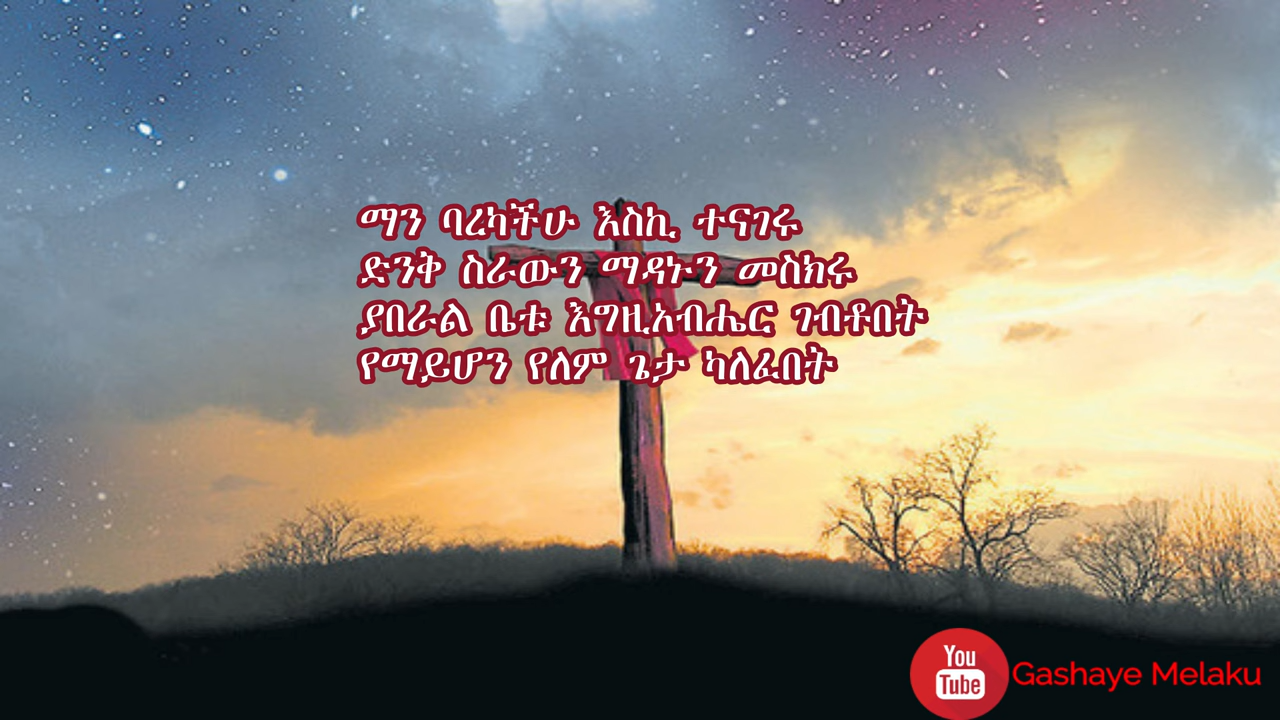 ማን ባረካችሁ እስኪ ተናገሩ
ድንቅ ስራውን ማዳኑን መስክሩ
ያበራል ቤቱ እግዚአብሔር ገብቶበት
የማይሆን የለም ጌታ ካለፈበት
You
Tube
Gashaye Melaku